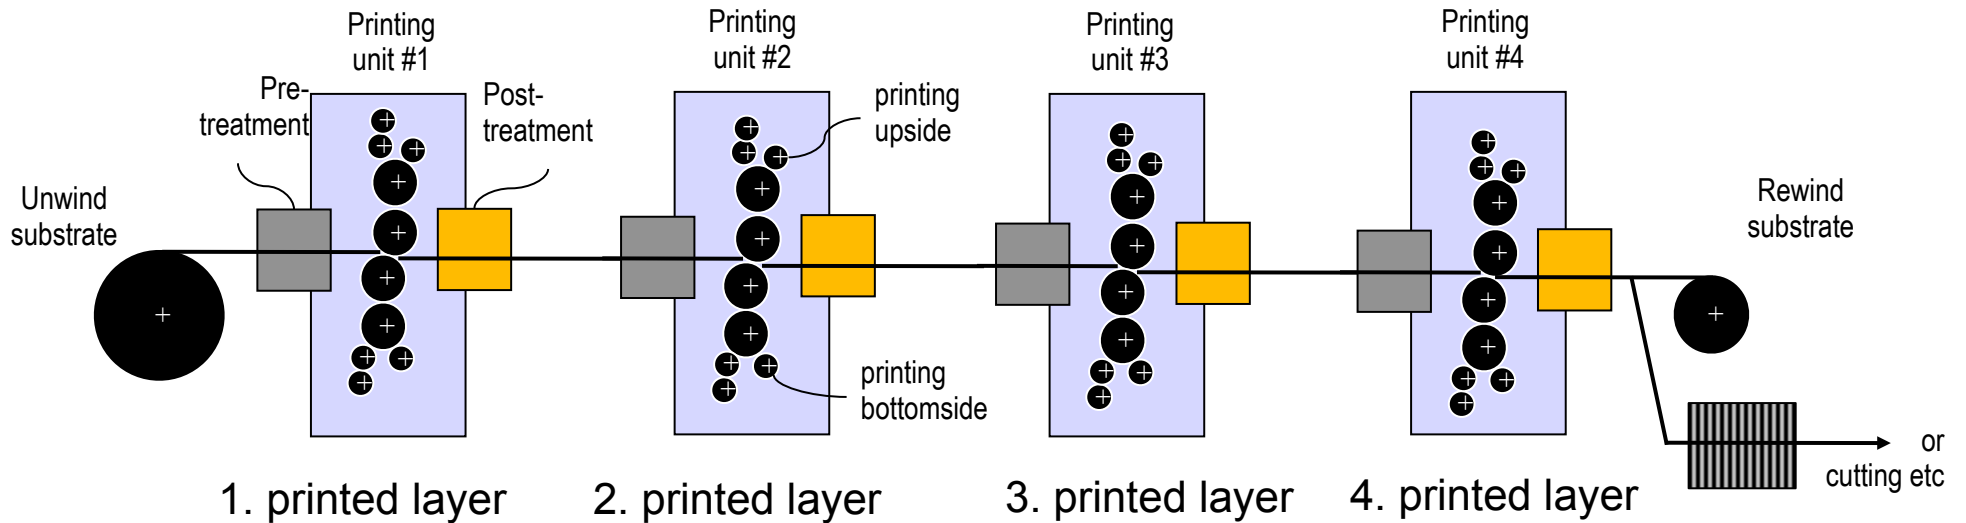 Printing
unit #1
Printing
unit #2
Printing
unit #3
Printing
unit #4
Pre-
treatment
Post-
treatment
printing
upside
Unwind
substrate
Rewind
substrate
printing
bottomside
or
cutting etc
1. printed layer
2. printed layer
3. printed layer
4. printed layer